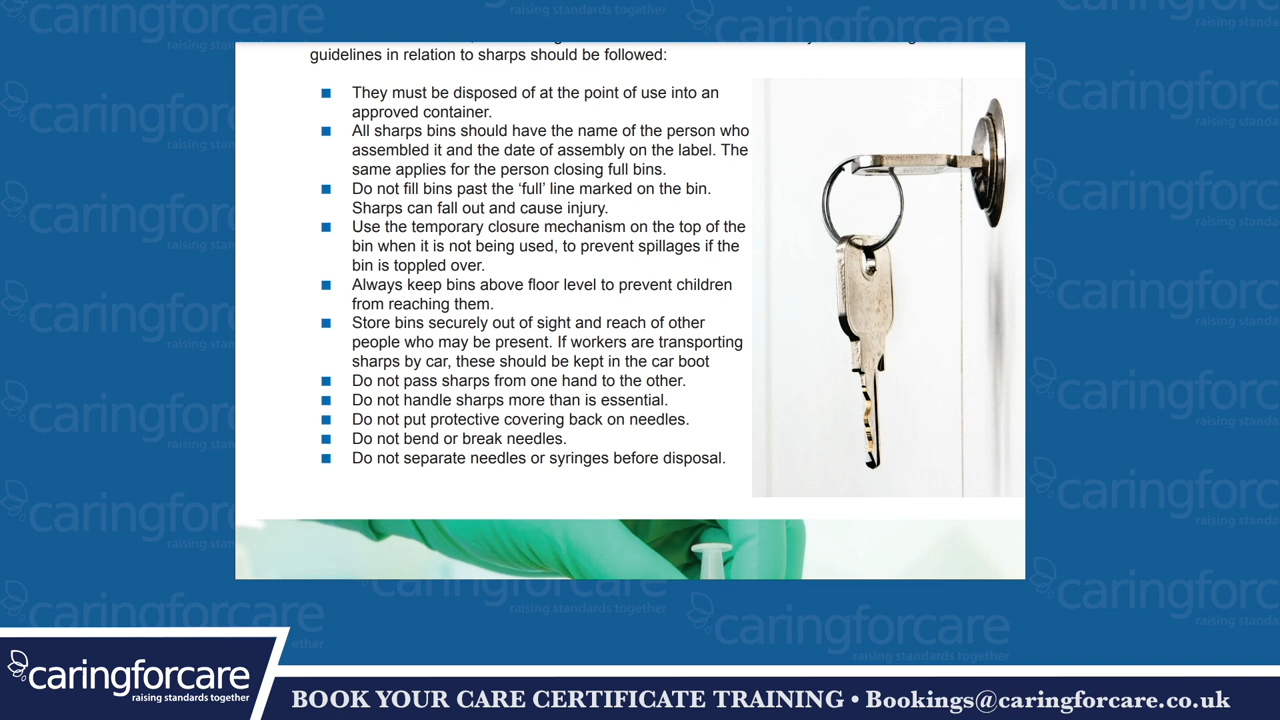 guidelines in relation to sharps should be followed:
They must be disposed of at the point of use into an
approved container.
All sharps bins should have the name of the person who
assembled it and the date of assembly on the label. The
same applies for the person closing full bins.
Do not fill bins past the ‘full’ line marked on the bin.
Sharps can fall out and cause injury.
Use the temporary closure mechanism on the top of the
bin when it is not being used, to prevent spillages if the
bin is toppled over.
Always keep bins above floor level to prevent children
from reaching them.
Store bins securely out of sight and reach of other
people who may be present. If workers are transporting
sharps by car, these should be kept in the car boot
Do not pass sharps from one hand to the other.
Do not handle sharps more than is essential.
Do not put protective covering back on needles.
Do not bend or break needles.
Do not separate needles or syringes before disposal.
caringforcare
raising standards together
BOOK YOUR CARE CERTIFICATE TRAINING • Bookings@caringforcare.co.uk